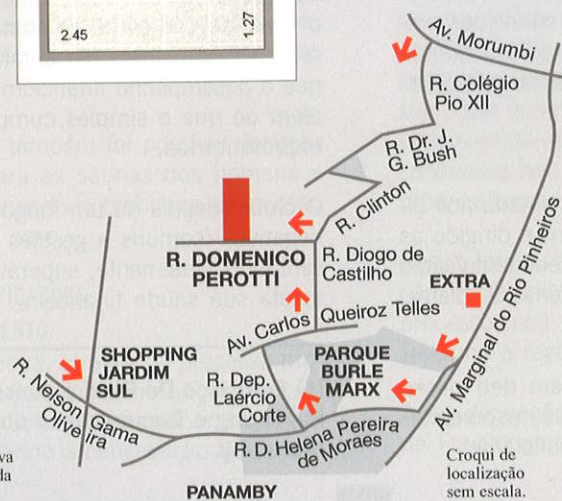 2.45
1.27
Av. Morumbi
R. Colégio
Pio XII
R. Dr. J.
G. Bush
R. Clinton
R. DOMENICO
PEROTTI
R. Diogo de
Castilho
EXTRA
Av. Marginal do Rio Pinheiros
Av. Carlos Queiroz Telles
SHOPPING
JARDIM
SUL
PARQUE
BURLE
MARX
R. Dep.
Laércio
Corte
R. Nelson Gama
Oliveira
R. D. Helena Pereira
de Moraes
PANAMBY
Croqui de
localização
sem escala.